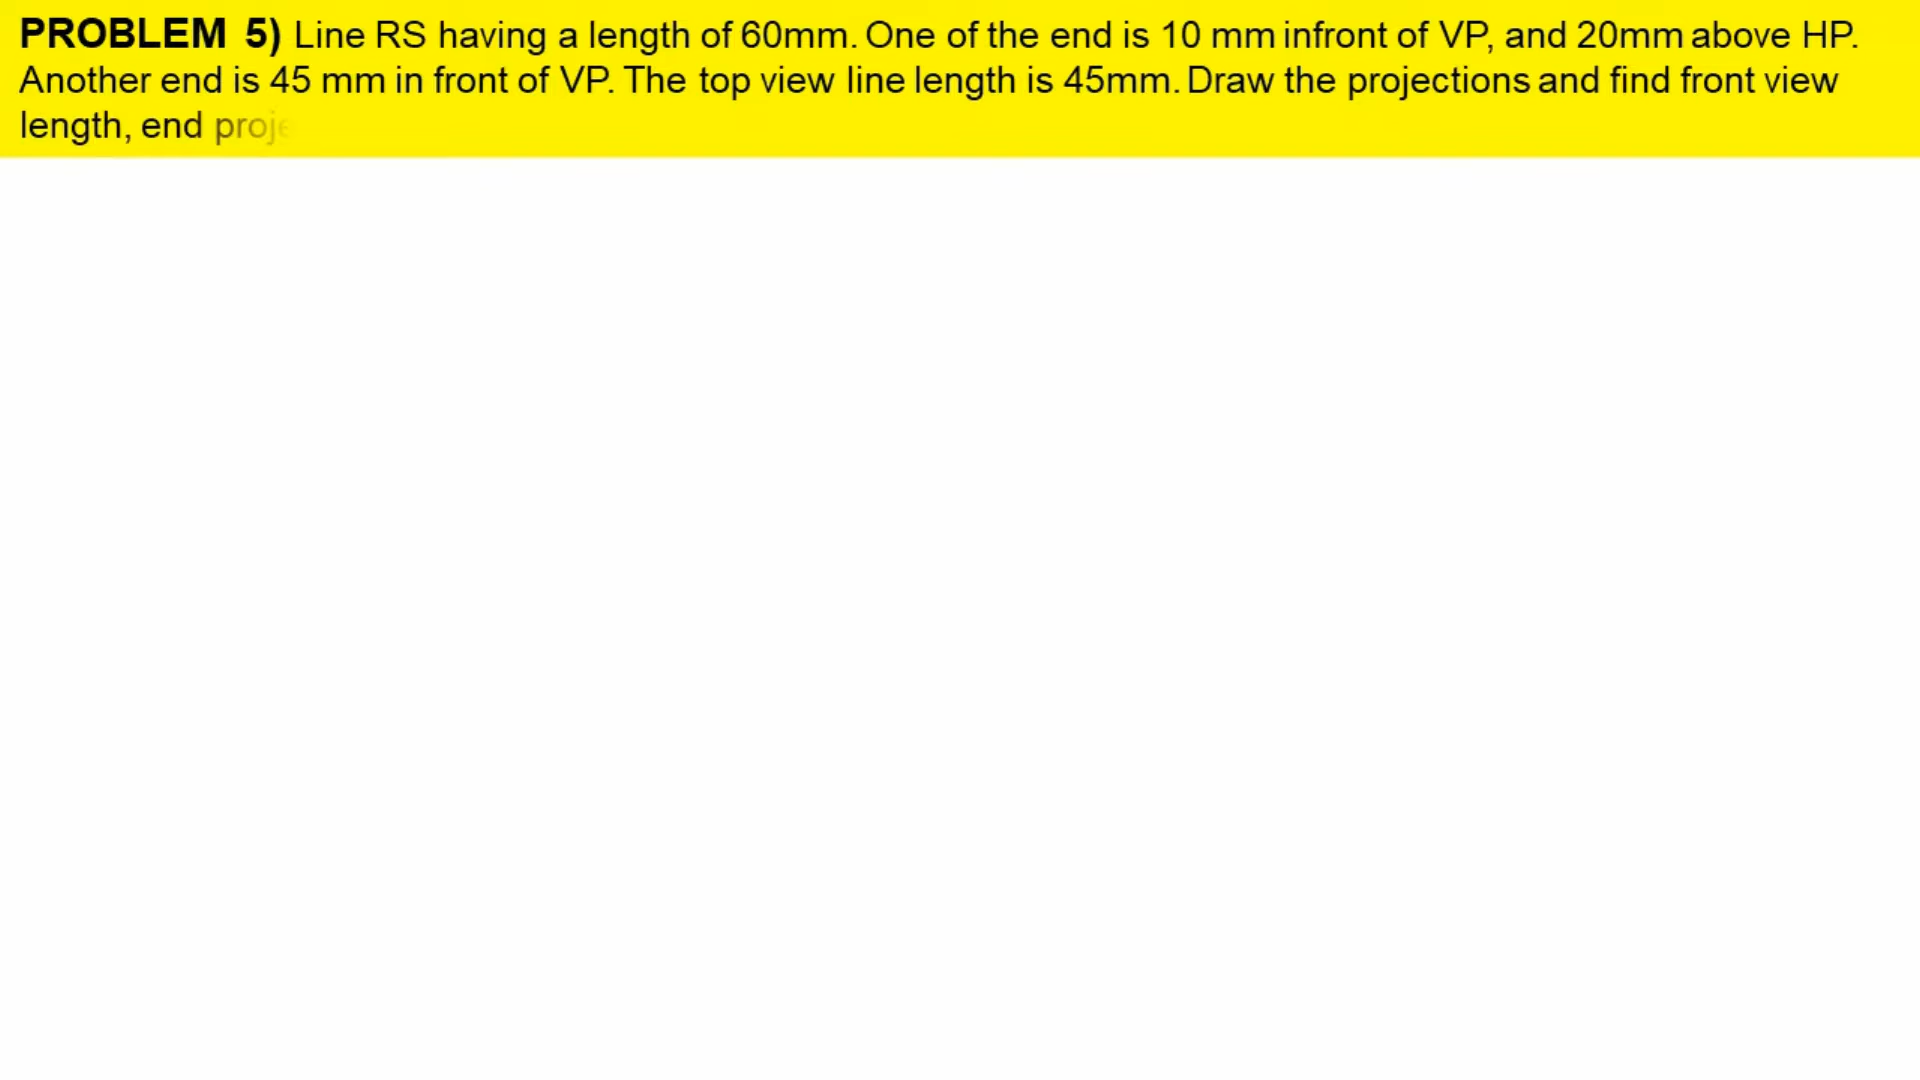 PROBLEM 5) Line RS having a length of 60mm. One of the end is 10 mm infront of VP, and 20mm above HP.
Another end is 45 mm in front of VP. The top view line length is 45mm. Draw the projections and find front view
length, end